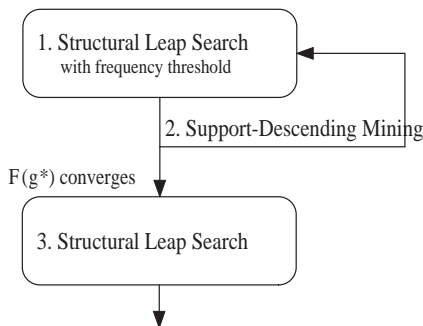 1. Structural Leap Search
with frequency threshold
2. Support-Descending Mining
F(g*) converges
3. Structural Leap Search